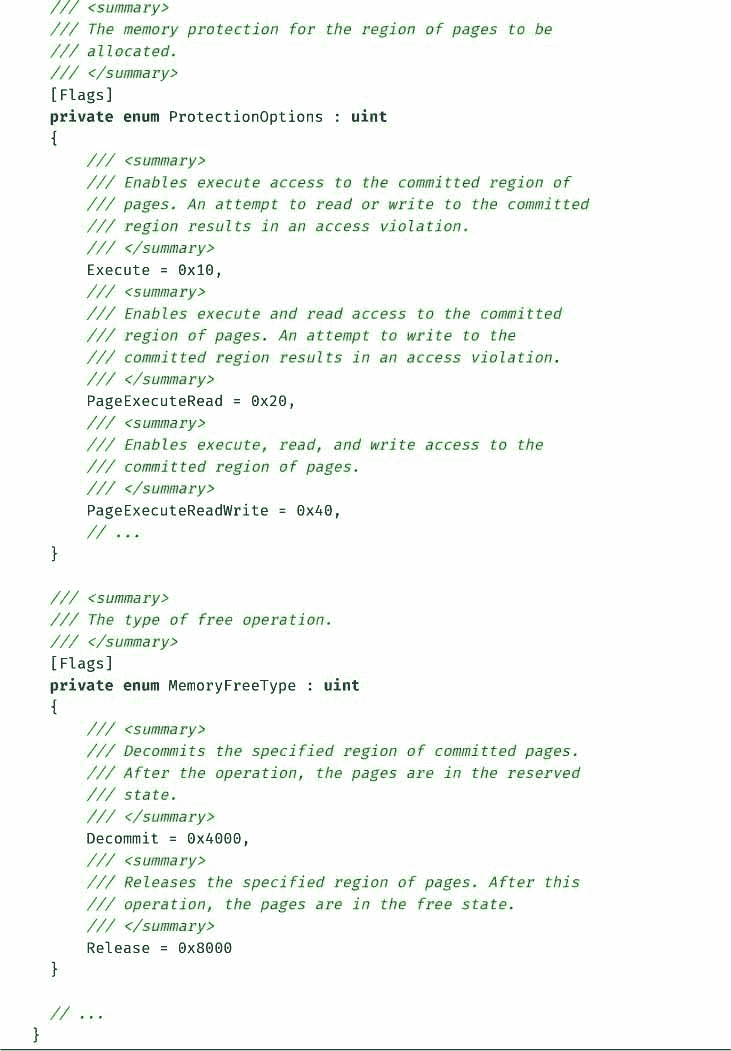 /// <summary>
/// The memory protection for the region of pages to be
/// allocated.
/// </summary>
[Flags]
private enum ProtectionOptions : uint
{
/// <summary>
/// Enables execute access to the committed region of
/// pages. An attempt to read or write to the committed
/// region results in an access violation.
/// </summary>
Execute = 0x10,
/// <summary>
/// Enables execute and read access to the committed
/// region of pages. An attempt to write to the
/// committed region results in an access violation.
/// </summary>
PageExecuteRead = 0x20,
/// <summary>
/// Enables execute, read, and write access to the
/// committed region of pages.
/// </summary>
PageExecuteReadWrite = 0x40,
// ...
}
/// <summary>
/// The type of free operation.
/// </summary>
[Flags]
private enum MemoryFreeType : uint
{
/// <summary>
/// Decommits the specified region of committed pages.
/// After the operation, the pages are in the reserved
/// state.
/// </summary>
Decommit = 0x4000,
/// <summary>
/// Releases the specified region of pages. After this
/// operation, the pages are in the free state.
/// </summary>
Release = 0x8000
}
// ...
}